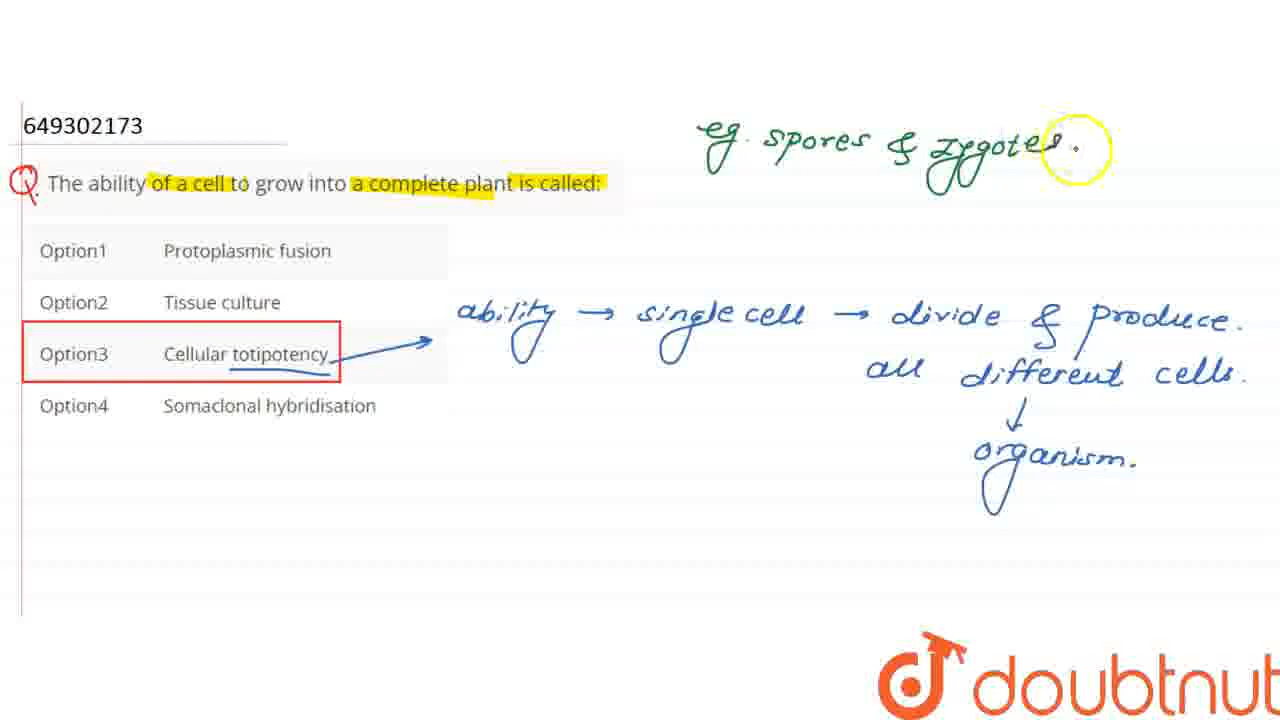 649302173
eg. spores & zygotes.
Q. The ability of a cell to grow into a complete plant is called:
Option1 Protoplasmic fusion
Option2 Tissue culture
Option3 Cellular totipotency
Option4 Somaclonal hybridisation
ability → single cell → divide & produce.
all different cells.
↓
organism.
doubtnut